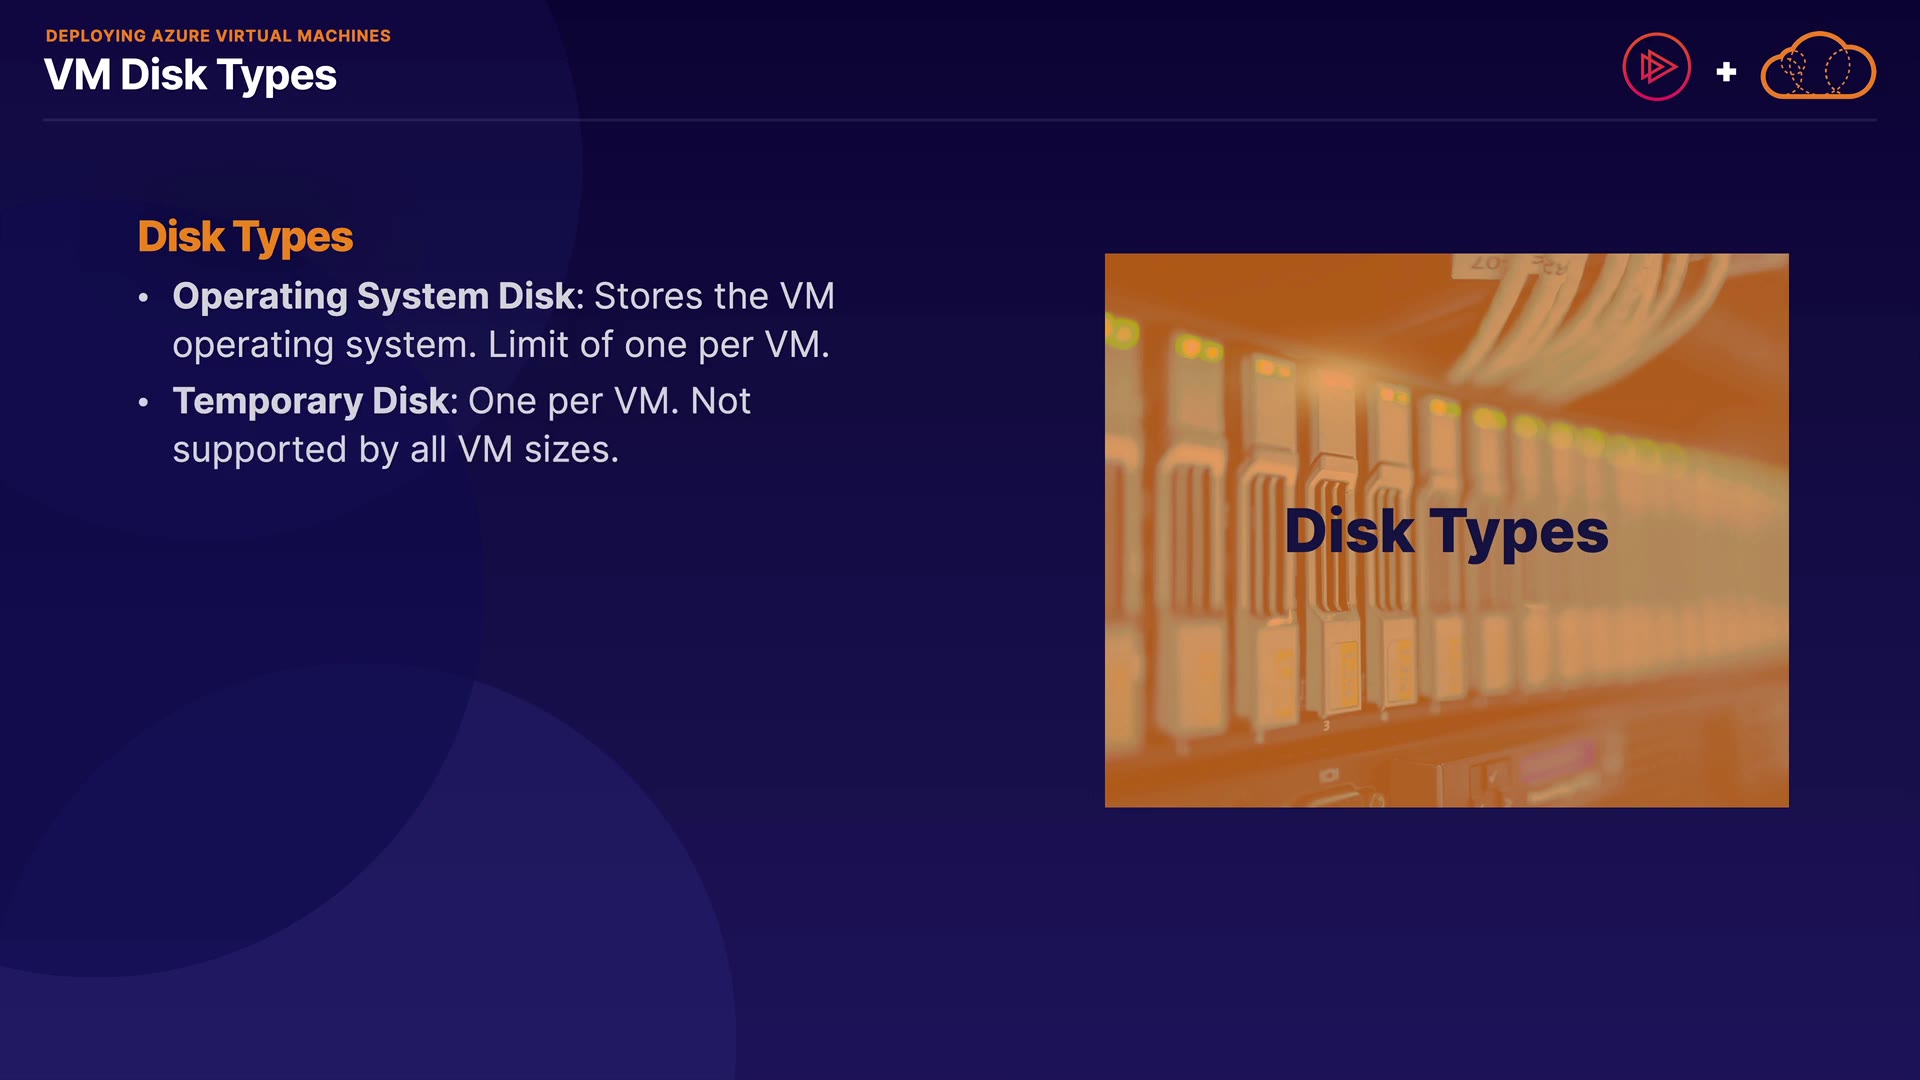 DEPLOYING AZURE VIRTUAL MACHINES
VM Disk Types
Disk Types
• Operating System Disk: Stores the VM
operating system. Limit of one per VM.
• Temporary Disk: One per VM. Not
supported by all VM sizes.
Disk Types
3